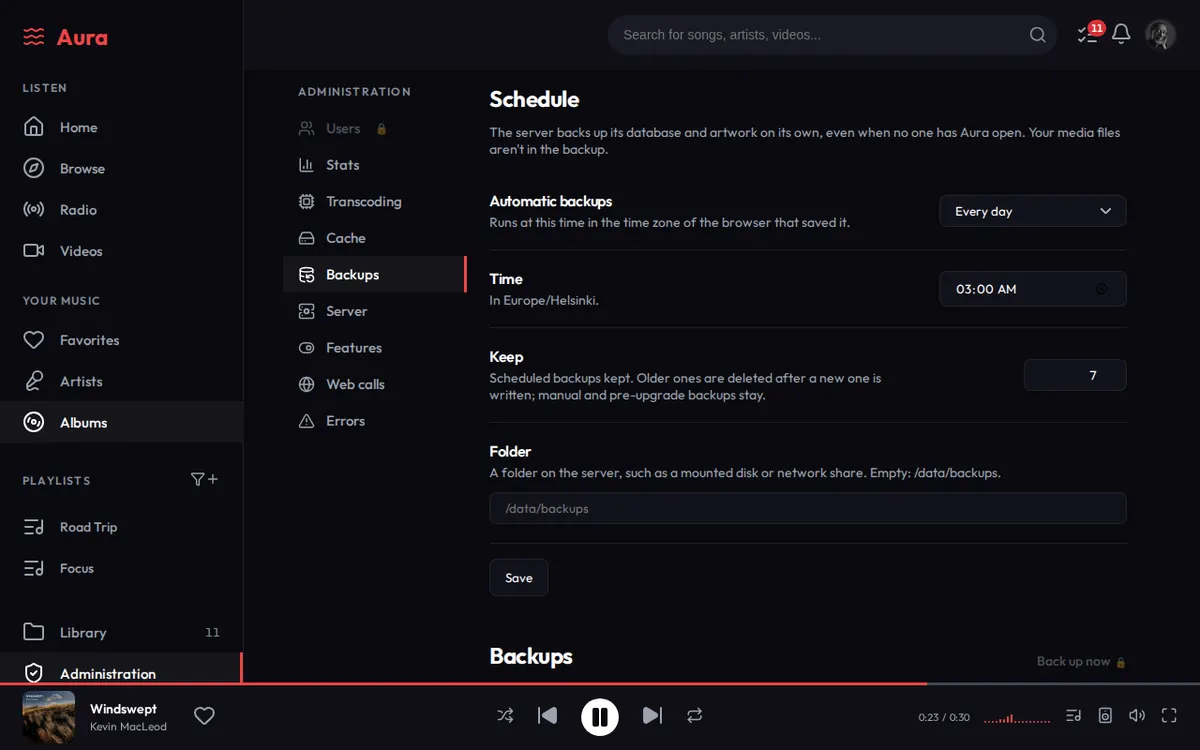 Aura
Search for songs, artists, videos...
11
LISTEN
Home
Browse
Radio
Videos
YOUR MUSIC
Favorites
Artists
Albums
PLAYLISTS
Road Trip
Focus
Library 11
Administration
ADMINISTRATION
Users
Stats
Transcoding
Cache
Backups
Server
Features
Web calls
Errors
Schedule
The server backs up its database and artwork on its own, even when no one has Aura open. Your media files
aren't in the backup.
Automatic backups
Runs at this time in the time zone of the browser that saved it.
Every day
Time
In Europe/Helsinki.
03:00 AM
Keep
Scheduled backups kept. Older ones are deleted after a new one is
written; manual and pre-upgrade backups stay.
7
Folder
A folder on the server, such as a mounted disk or network share. Empty: /data/backups.
/data/backups
Save
Backups
Back up now
Windswept
Kevin MacLeod
0:23 / 0:30